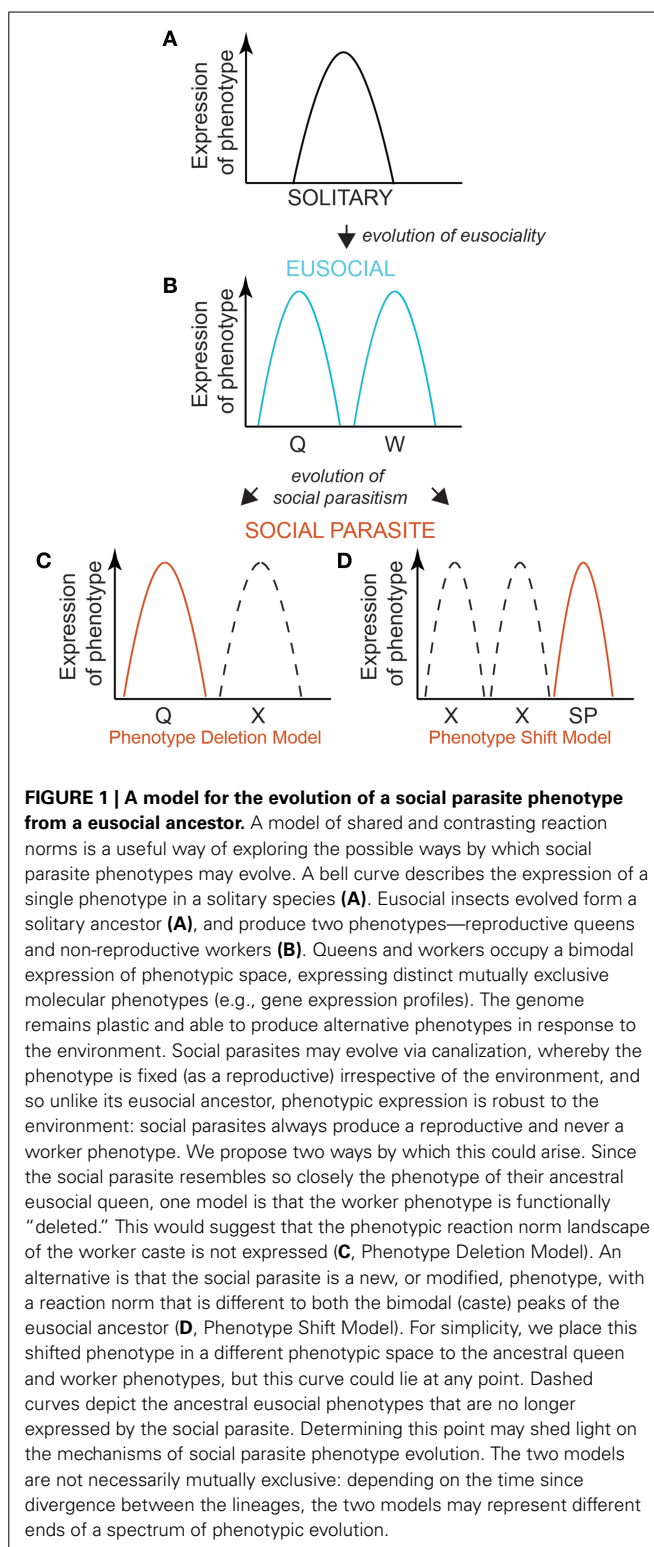 A
Expression
of phenotype
SOLITARY
evolution of eusociality
EUSOCIAL
B
Expression
of phenotype
Q W
evolution of
social parasitism
SOCIAL PARASITE
C D
Expression
of phenotype
Expression
of phenotype
Q X X X SP
Phenotype Deletion Model Phenotype Shift Model
FIGURE 1 | A model for the evolution of a social parasite phenotype
from a eusocial ancestor. A model of shared and contrasting reaction
norms is a useful way of exploring the possible ways by which social
parasite phenotypes may evolve. A bell curve describes the expression of a
single phenotype in a solitary species (A). Eusocial insects evolved form a
solitary ancestor (A), and produce two phenotypes—reproductive queens
and non-reproductive workers (B). Queens and workers occupy a bimodal
expression of phenotypic space, expressing distinct mutually exclusive
molecular phenotypes (e.g., gene expression profiles). The genome
remains plastic and able to produce alternative phenotypes in response to
the environment. Social parasites may evolve via canalization, whereby the
phenotype is fixed (as a reproductive) irrespective of the environment, and
so unlike its eusocial ancestor, phenotypic expression is robust to the
environment: social parasites always produce a reproductive and never a
worker phenotype. We propose two ways by which this could arise. Since
the social parasite resembles so closely the phenotype of their ancestral
eusocial queen, one model is that the worker phenotype is functionally
"deleted." This would suggest that the phenotypic reaction norm landscape
of the worker caste is not expressed (C, Phenotype Deletion Model). An
alternative is that the social parasite is a new, or modified, phenotype, with
a reaction norm that is different to both the bimodal (caste) peaks of the
eusocial ancestor (D, Phenotype Shift Model). For simplicity, we place this
shifted phenotype in a different phenotypic space to the ancestral queen
and worker phenotypes, but this curve could lie at any point. Dashed
curves depict the ancestral eusocial phenotypes that are no longer
expressed by the social parasite. Determining this point may shed light on
the mechanisms of social parasite phenotype evolution. The two models
are not necessarily mutually exclusive: depending on the time since
divergence between the lineages, the two models may represent different
ends of a spectrum of phenotypic evolution.